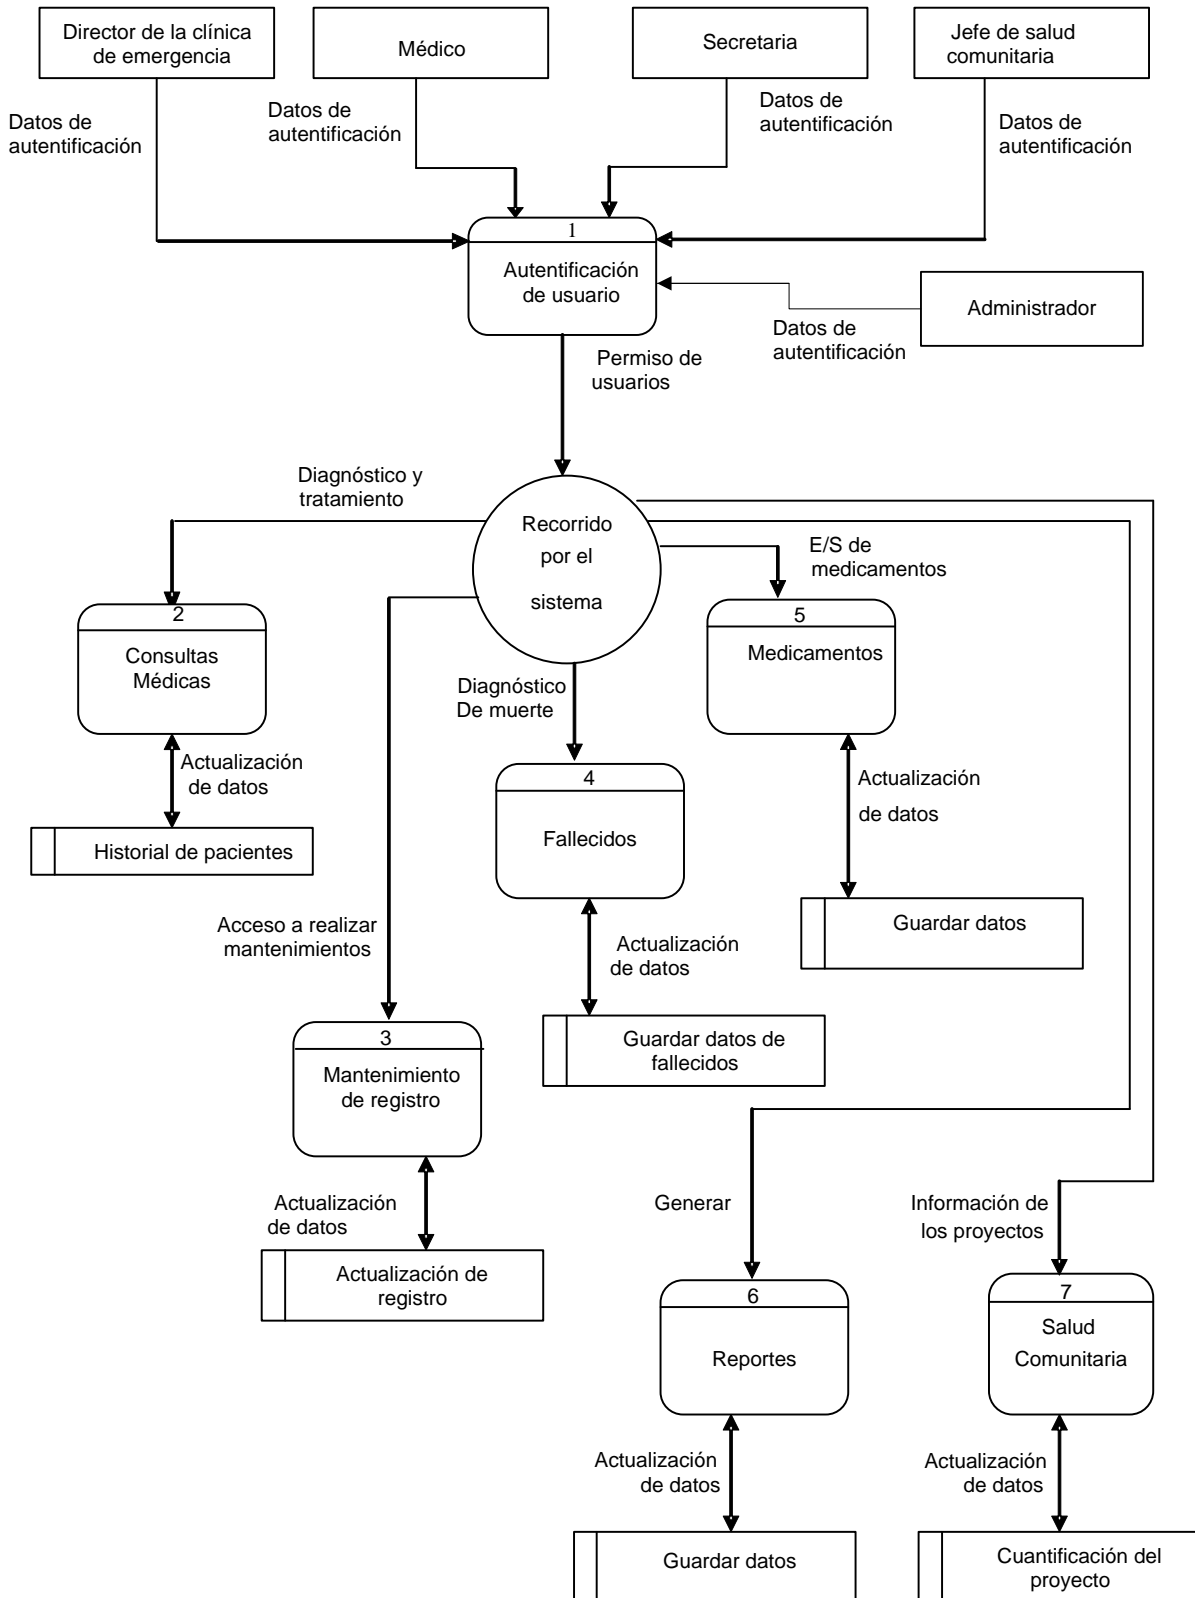 Director de la clínica
de emergencia
Médico
Secretaria
Jefe de salud
comunitaria
Datos de
autentificación
Datos de
autentificación
Datos de
autentificación
Datos de
autentificación
1
Autentificación
de usuario
Administrador
Datos de
autentificación
Permiso de
usuarios
Diagnóstico y
tratamiento
Recorrido
por el
sistema
E/S de
medicamentos
2
Consultas
Médicas
5
Medicamentos
Diagnóstico
De muerte
Actualización
de datos
4
Fallecidos
Actualización
de datos
Historial de pacientes
Acceso a realizar
mantenimientos
Guardar datos
Actualización
de datos
3
Mantenimiento
de registro
Guardar datos de
fallecidos
Actualización
de datos
Generar
Información de
los proyectos
Actualización de
registro
6
Reportes
7
Salud
Comunitaria
Actualización
de datos
Actualización
de datos
Guardar datos
Cuantificación del
proyecto